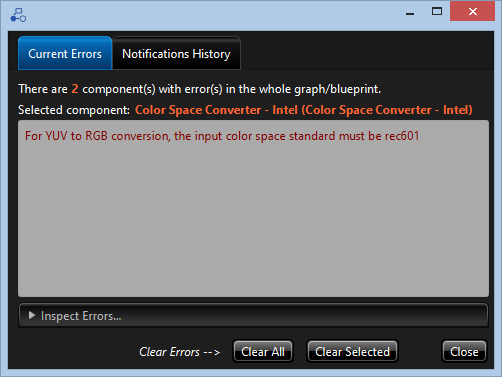 Current Errors
Notifications History
There are 2 component(s) with error(s) in the whole graph/blueprint.
Selected component: Color Space Converter - Intel (Color Space Converter - Intel)
For YUV to RGB conversion, the input color space standard must be rec601
Inspect Errors...
Clear Errors -->
Clear All
Clear Selected
Close